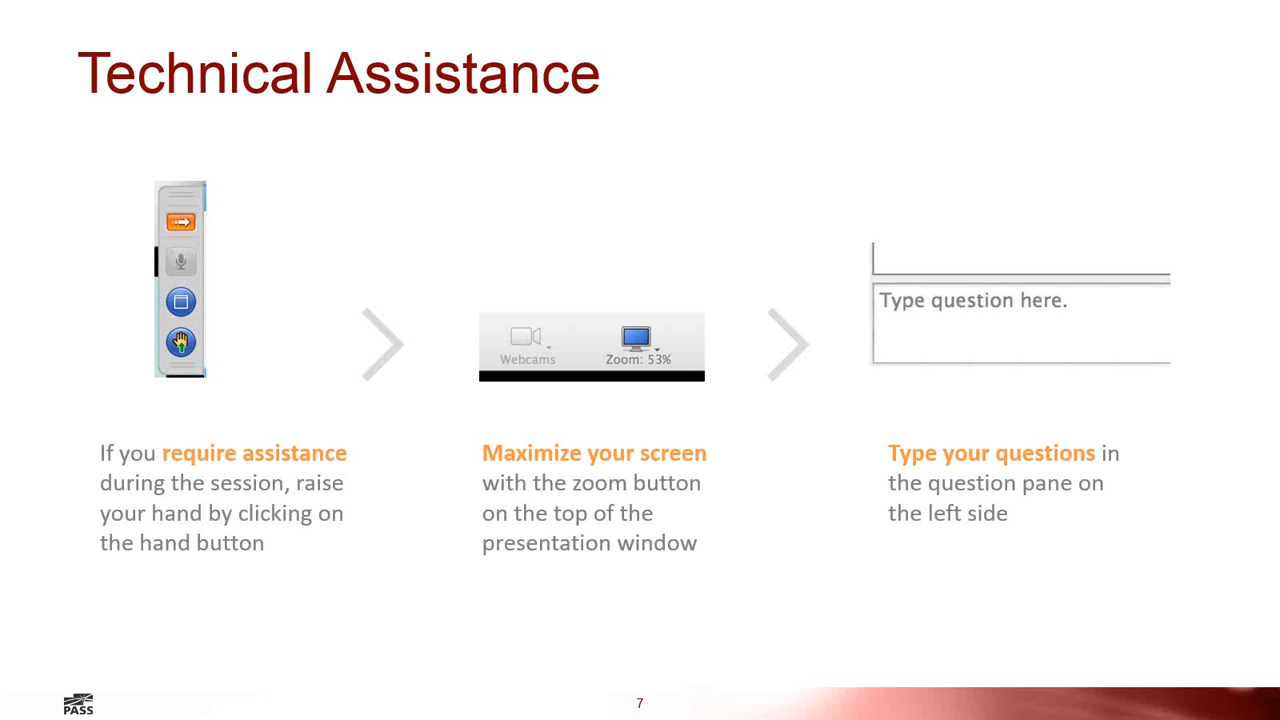 Technical Assistance
Webcams
Zoom: 53%
Type question here.
If you require assistance
during the session, raise
your hand by clicking on
the hand button
Maximize your screen
with the zoom button
on the top of the
presentation window
Type your questions in
the question pane on
the left side
PASS
7